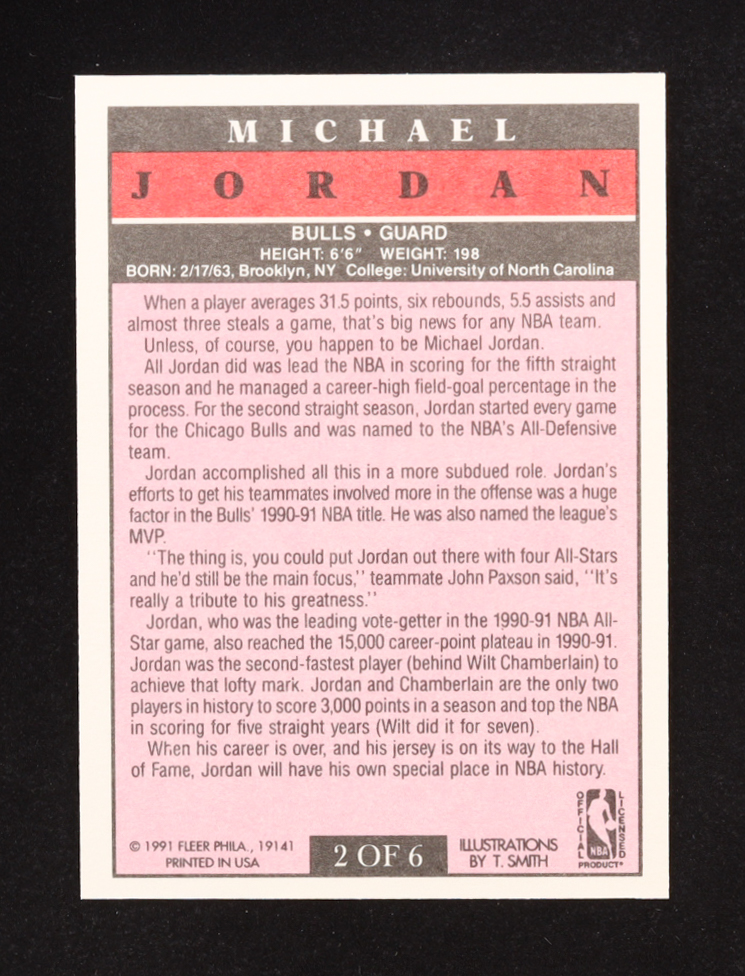 MICHAEL
JORDAN
BULLS • GUARD
HEIGHT: 6'6" WEIGHT: 198
BORN: 2/17/63, Brooklyn, NY College: University of North Carolina
When a player averages 31.5 points, six rebounds, 5.5 assists and
almost three steals a game, that's big news for any NBA team.
Unless, of course, you happen to be Michael Jordan.
All Jordan did was lead the NBA in scoring for the fifth straight
season and he managed a career-high field-goal percentage in the
process. For the second straight season, Jordan started every game
for the Chicago Bulls and was named to the NBA's All-Defensive
team.
Jordan accomplished all this in a more subdued role. Jordan's
efforts to get his teammates involved more in the offense was a huge
factor in the Bulls' 1990-91 NBA title. He was also named the league's
MVP.
''The thing is, you could put Jordan out there with four All-Stars
and he'd still be the main focus,'' teammate John Paxson said, ''It's
really a tribute to his greatness.''
Jordan, who was the leading vote-getter in the 1990-91 NBA All-
Star game, also reached the 15,000 career-point plateau in 1990-91.
Jordan was the second-fastest player (behind Wilt Chamberlain) to
achieve that lofty mark. Jordan and Chamberlain are the only two
players in history to score 3,000 points in a season and top the NBA
in scoring for five straight years (Wilt did it for seven).
When his career is over, and his jersey is on its way to the Hall
of Fame, Jordan will have his own special place in NBA history.
© 1991 FLEER PHILA., 19141
PRINTED IN USA
2 OF 6
ILLUSTRATIONS
BY T. SMITH
OFFICIAL
LICENSED
NBA
PRODUCT®